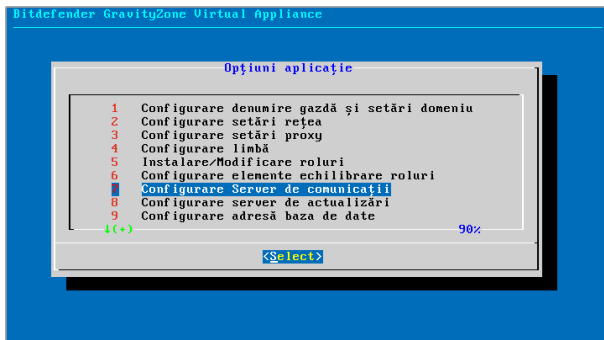 Bitdefender GravityZone Virtual Appliance
Opțiuni aplicație
1 Configurare denumire gazdă și setări domeniu
2 Configurare setări rețea
3 Configurare setări proxy
4 Configurare limbă
5 Instalare/Modificare roluri
6 Configurare elemente echilibrare roluri
7 Configurare Server de comunicații
8 Configurare server de actualizări
9 Configurare adresă baza de date
↓(+) 90%
<Select>